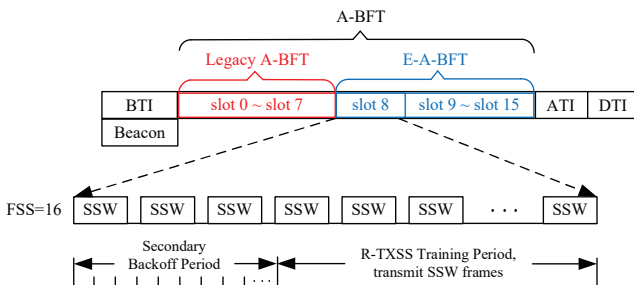 A-BFT
Legacy A-BFT
E-A-BFT
BTI
slot 0 ~ slot 7
slot 8
slot 9 ~ slot 15
ATI
DTI
Beacon
FSS=16
SSW
SSW
SSW
SSW
SSW
SSW
· · ·
SSW
Secondary
Backoff Period
R-TXSS Training Period,
transmit SSW frames
···